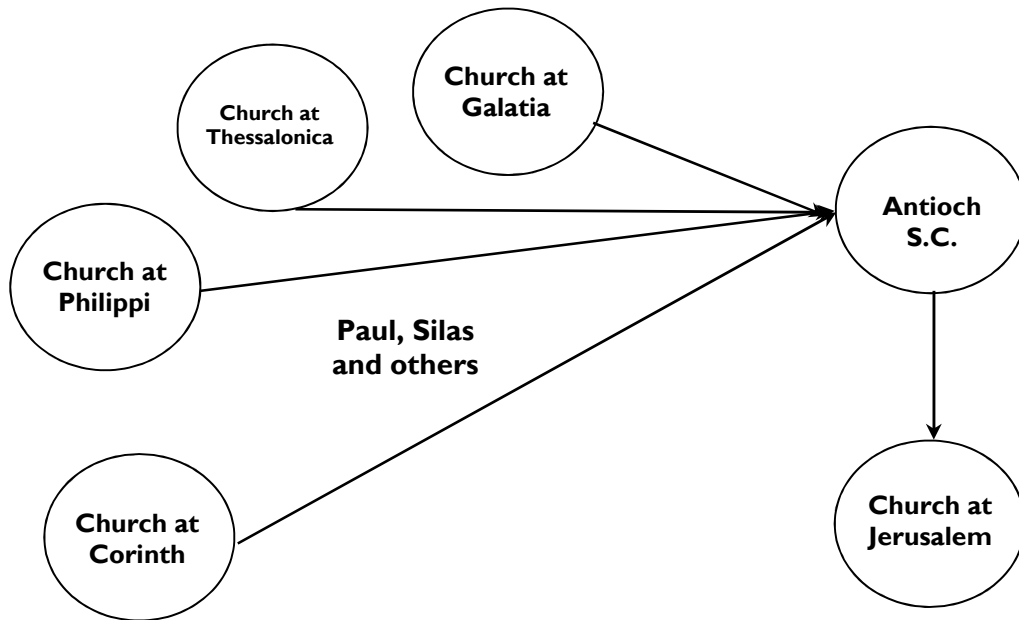 Church at
Galatia
Church at
Thessalonica
Antioch
S.C.
Church at
Philippi
Paul, Silas
and others
Church at
Corinth
Church at
Jerusalem